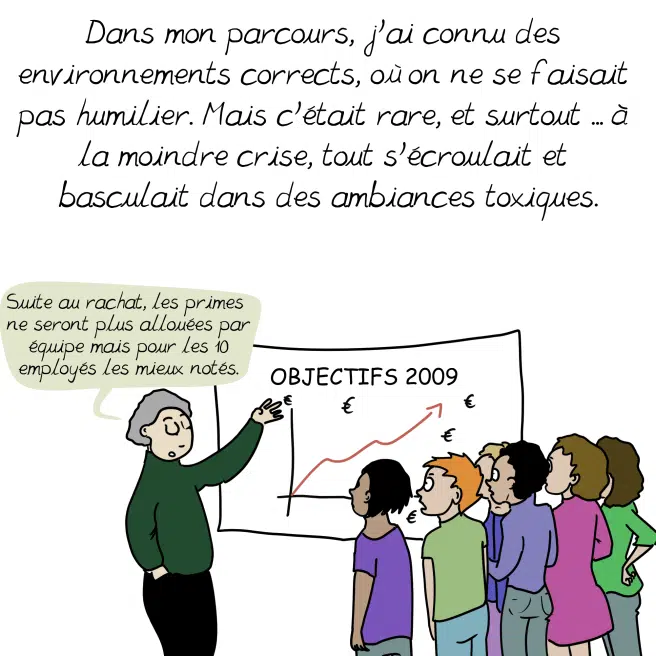 Dans mon parcours, j'ai connu des
environnements corrects, où on ne se faisait
pas humilier. Mais c'était rare, et surtout ... à
la moindre crise, tout s'écroulait et
basculait dans des ambiances toxiques.
Suite au rachat, les primes
ne seront plus allouées par
équipe mais pour les 10
employés les mieux notés.
OBJECTIFS 2009
€
€
€
€
€